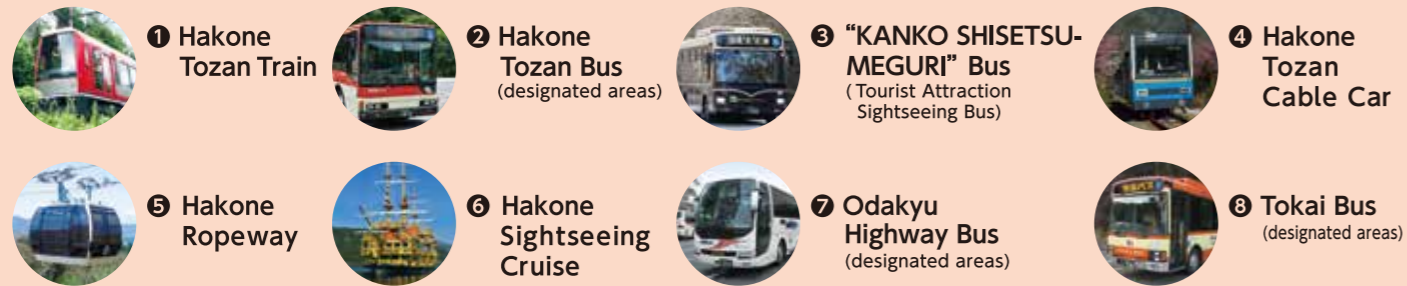 ❶ Hakone
Tozan Train
❷ Hakone
Tozan Bus
(designated areas)
❸ “KANKO SHISETSU-
MEGURI” Bus
(Tourist Attraction
Sightseeing Bus)
❹ Hakone
Tozan
Cable Car
❺ Hakone
Ropeway
❻ Hakone
Sightseeing
Cruise
❼ Odakyu
Highway Bus
(designated areas)
❽ Tokai Bus
(designated areas)